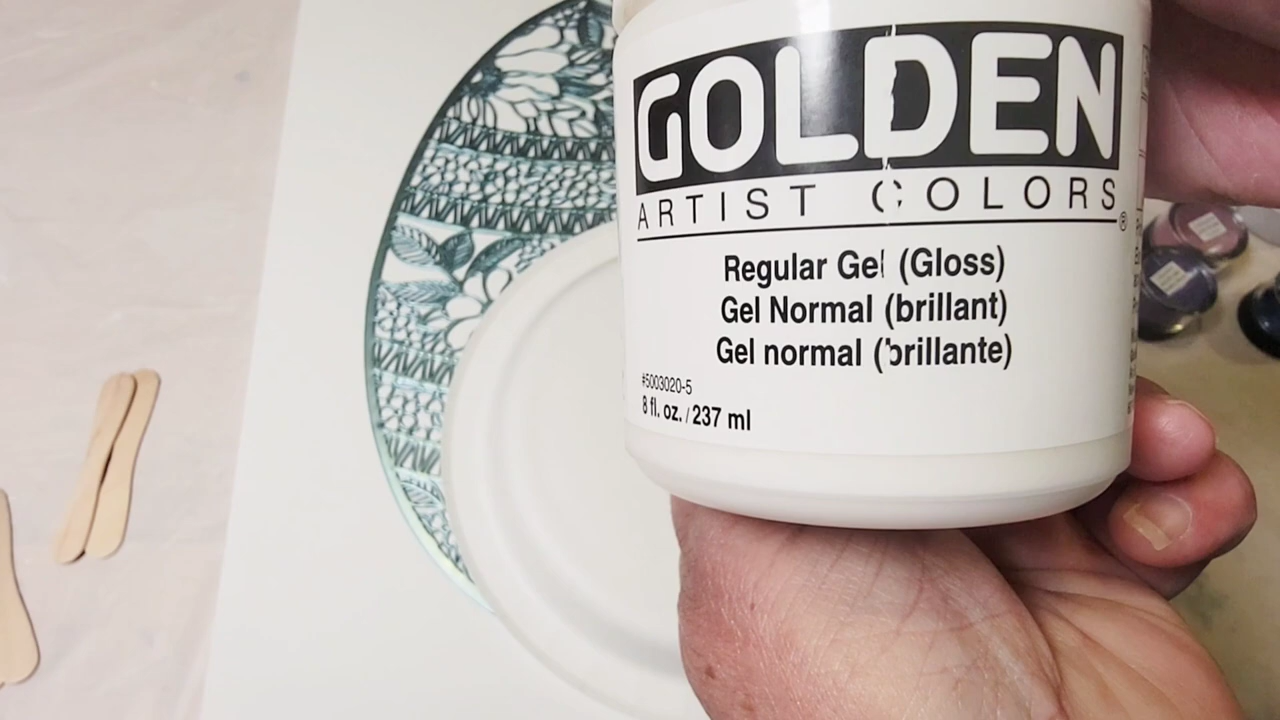 GOLDEN
ARTIST COLORS®
Regular Gel (Gloss)
Gel Normal (brillant)
Gel normal (brillante)
#5003020-5
8 fl. oz. / 237 ml